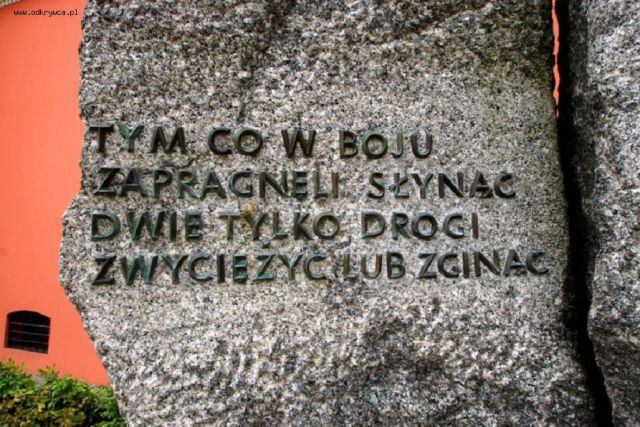 www.odkrywca.pl
TYM CO W BOJU
ZAPRAGNĘLI SŁYNĄĆ
DWIE TYLKO DROGI
ZWYCIĘŻYĆ LUB ZGINĄĆ